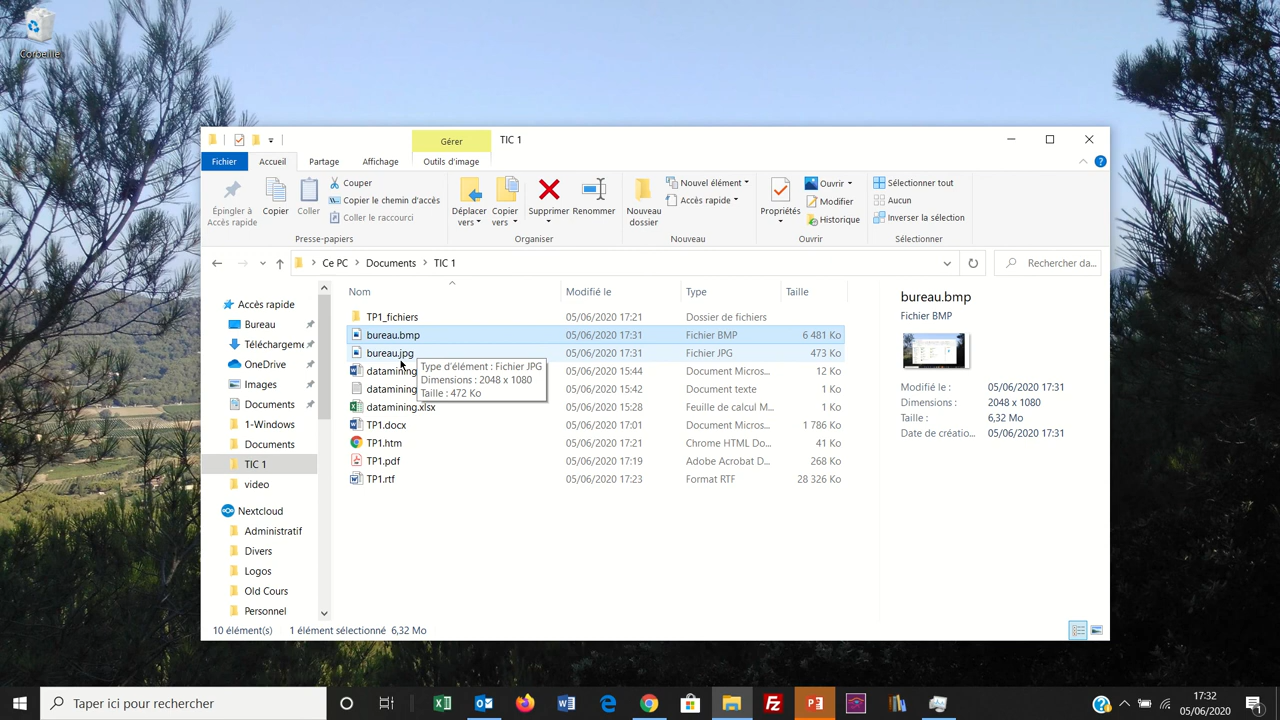 Corbeille
Gérer
TIC 1
Fichier
Accueil
Partage
Affichage
Outils d'image
Épingler à
Accès rapide
Copier
Coller
Couper
Copier le chemin d'accès
Coller le raccourci
Presse-papiers
Déplacer
vers
Copier
vers
Supprimer
Renommer
Organiser
Nouveau
dossier
Nouvel élément
Accès rapide
Nouveau
Propriétés
Ouvrir
Modifier
Historique
Ouvrir
Sélectionner tout
Aucun
Inverser la sélection
Sélectionner
Ce PC > Documents > TIC 1
Rechercher da...
Accès rapide
Bureau
Téléchargeme
OneDrive
Images
Documents
1-Windows
Documents
TIC 1
video
Nextcloud
Administratif
Divers
Logos
Old Cours
Personnel
Nom Modifié le Type Taille
TP1_fichiers 05/06/2020 17:21 Dossier de fichiers
bureau.bmp 05/06/2020 17:31 Fichier BMP 6 481 Ko
bureau.jpg 05/06/2020 17:31 Fichier JPG 473 Ko
datamining 05/06/2020 15:44 Document Micros... 12 Ko
datamining 05/06/2020 15:42 Document texte 1 Ko
datamining.xlsx 05/06/2020 15:28 Feuille de calcul M... 1 Ko
TP1.docx 05/06/2020 17:01 Document Micros... 1 786 Ko
TP1.htm 05/06/2020 17:21 Chrome HTML Do... 41 Ko
TP1.pdf 05/06/2020 17:19 Adobe Acrobat D... 268 Ko
TP1.rtf 05/06/2020 17:23 Format RTF 28 326 Ko
Type d'élément : Fichier JPG
Dimensions : 2048 x 1080
Taille : 472 Ko
bureau.bmp
Fichier BMP
Modifié le : 05/06/2020 17:31
Dimensions : 2048 x 1080
Taille : 6,32 Mo
Date de créatio... 05/06/2020 17:31
10 élément(s) 1 élément sélectionné 6,32 Mo
Taper ici pour rechercher
17:32
05/06/2020
1